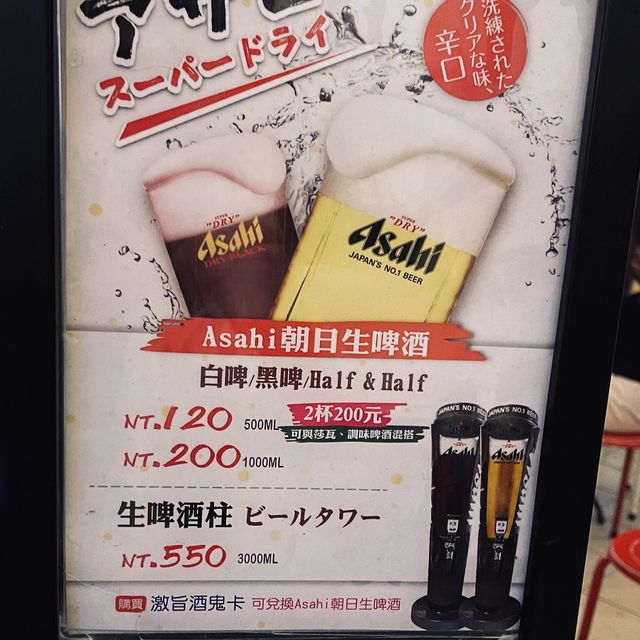 スーパードライ
洗練された
クリアな味、
辛口
SUPER
"DRY"
Asahi
DRY BLACK
SUPER
"DRY"
Asahi
JAPAN'S NO.1 BEER
Asahi朝日生啤酒
白啤/黑啤/Half & Half
NT.120 500ML
2杯200元
可與莎瓦、調味啤酒混搭
NT.200 1000ML
生啤酒柱 ビールタワー
NT.550 3000ML
JAPAN'S NO.1
JAPAN'S NO.1
Asahi
Asahi
購買 激旨酒鬼卡 可兌換Asahi朝日生啤酒